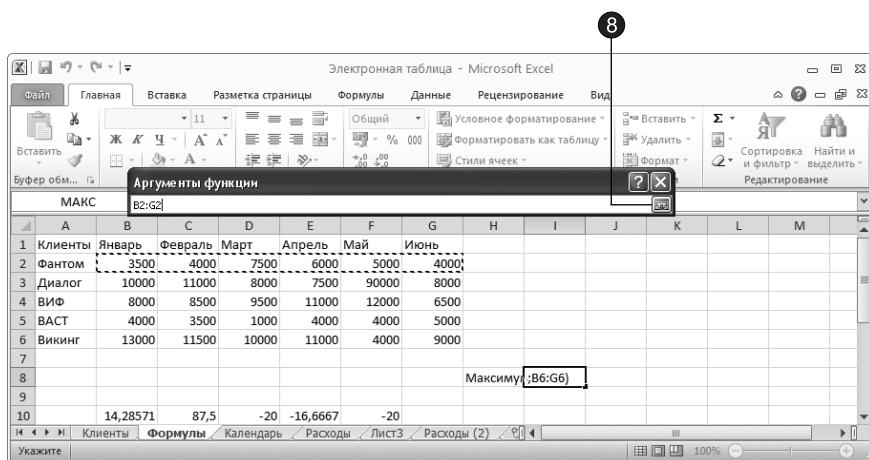 8
Электронная таблица - Microsoft Excel
Файл Главная Вставка Разметка страницы Формулы Данные Рецензирование Вид
Вставить
Буфер обм...
11
Ж К Ч
Общий
% 000
Условное форматирование
Форматировать как таблицу
Стили ячеек
Вставить
Удалить
Формат
Σ
Сортировка и фильтр
Найти и выделить
Редактирование
Аргументы функции
B2:G2
МАКС
A B C D E F G H I J K L M
1 Клиенты Январь Февраль Март Апрель Май Июнь
2 Фантом 3500 4000 7500 6000 5000 4000
3 Диалог 10000 11000 8000 7500 90000 8000
4 ВИФ 8000 8500 9500 11000 12000 6500
5 ВАСТ 4000 3500 1000 4000 4000 5000
6 Викинг 13000 11500 10000 11000 4000 9000
7
8 Максимул ;B6:G6)
9
10 14,28571 87,5 -20 -16,6667 -20
Клиенты Формулы Календарь Расходы Лист3 Расходы (2)
Укажите 100%